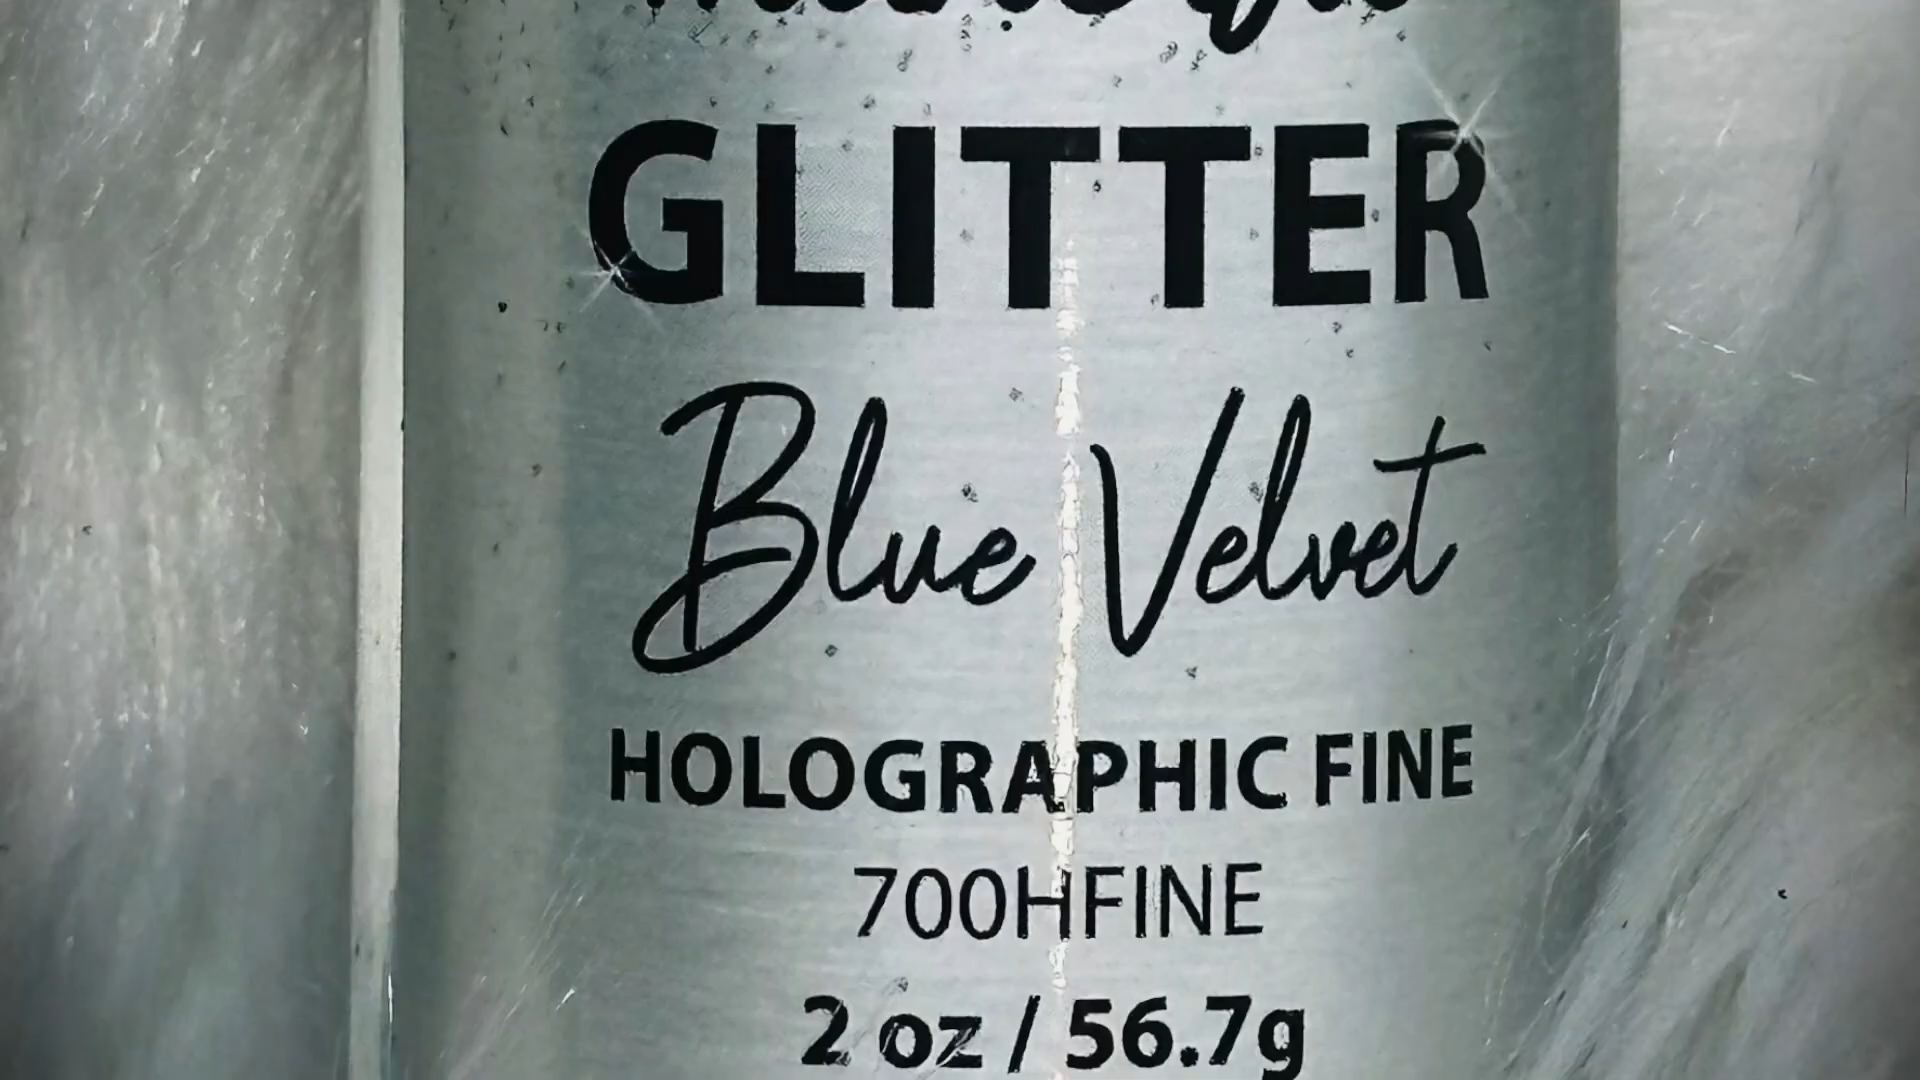 GLITTER
Blue Velvet
HOLOGRAPHIC FINE
700HFINE
2 oz / 56.7g